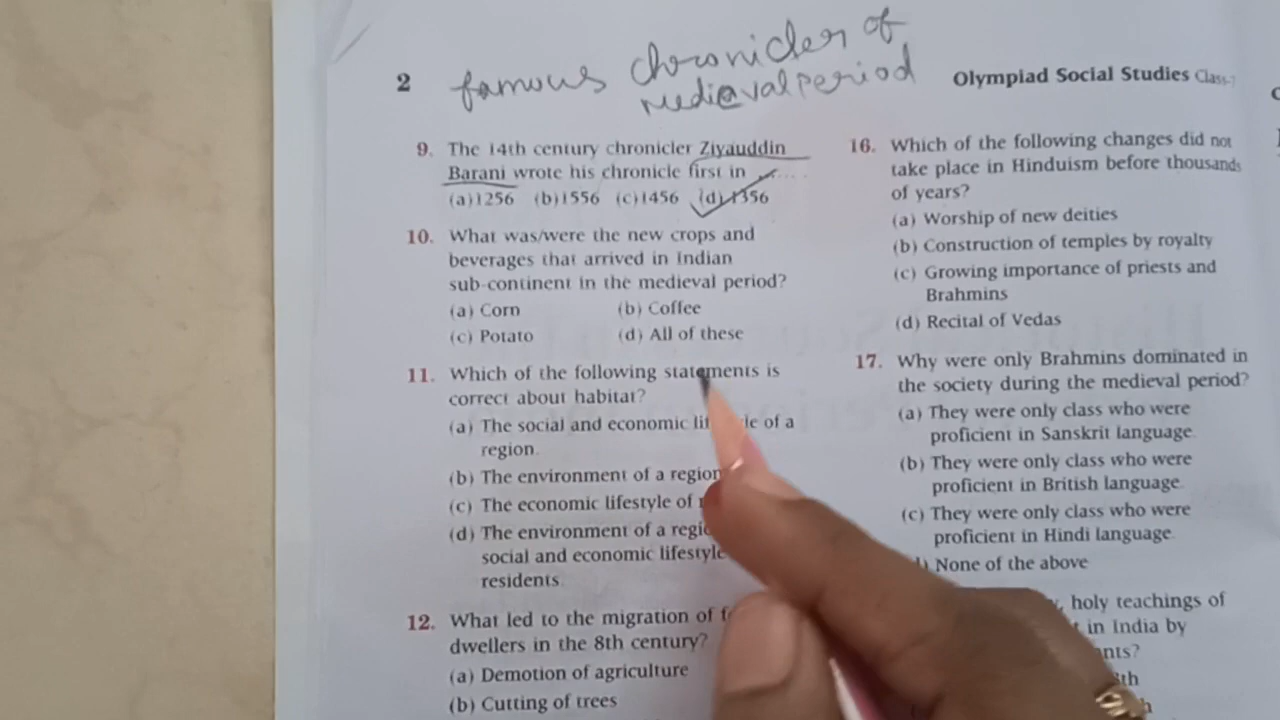 famous chronicler of
medieval period
2
Olympiad Social Studies Class-7
9. The 14th century chronicler Ziyauddin
Barani wrote his chronicle first in .....
(a) 1256 (b) 1556 (c) 1456 (d) 1356
10. What was/were the new crops and
beverages that arrived in Indian
sub-continent in the medieval period?
(a) Corn (b) Coffee
(c) Potato (d) All of these
11. Which of the following statements is
correct about habitat?
(a) The social and economic of a
region.
(b) The environment of a region
(c) The economic lifestyle of
(d) The environment of a
social and economic lifestyle
residents.
12. What led to the migration of
dwellers in the 8th century?
(a) Demotion of agriculture
(b) Cutting of trees
16. Which of the following changes did not
take place in Hinduism before thousands
of years?
(a) Worship of new deities
(b) Construction of temples by royalty
(c) Growing importance of priests and
Brahmins
(d) Recital of Vedas
17. Why were only Brahmins dominated in
the society during the medieval period?
(a) They were only class who were
proficient in Sanskrit language.
(b) They were only class who were
proficient in British language.
(c) They were only class who were
proficient in Hindi language.
None of the above
holy teachings of
in India by